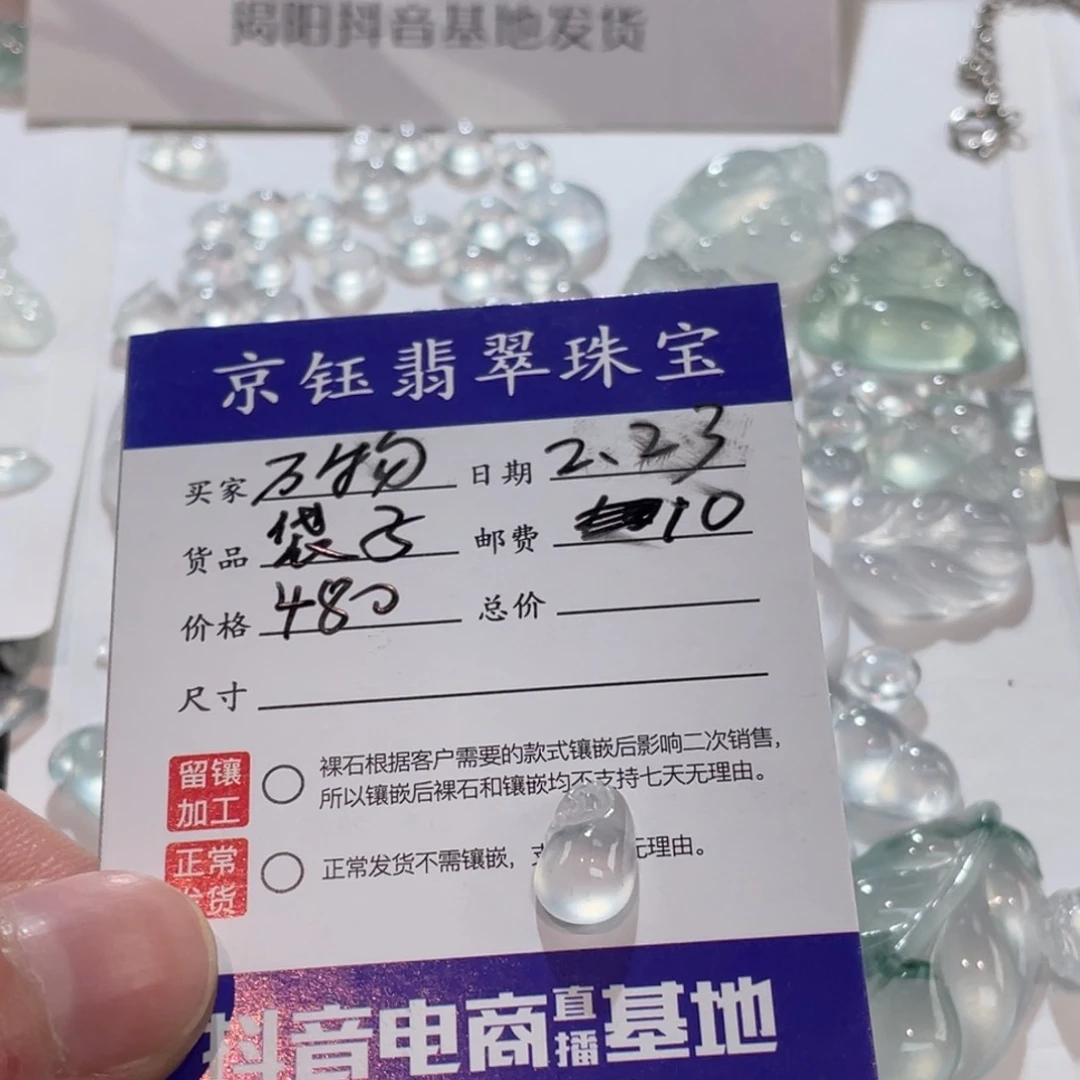 揭阳抖音基地发货
京钰翡翠珠宝
买家 万物 日期 2、23
货品 袋子 邮费 10
价格 480 总价
尺寸
留镶加工 裸石根据客户需要的款式镶嵌后影响二次销售，
所以镶嵌后裸石和镶嵌均不支持七天无理由。
正常发货 正常发货不需镶嵌，支 无理由。
抖音电商直播基地